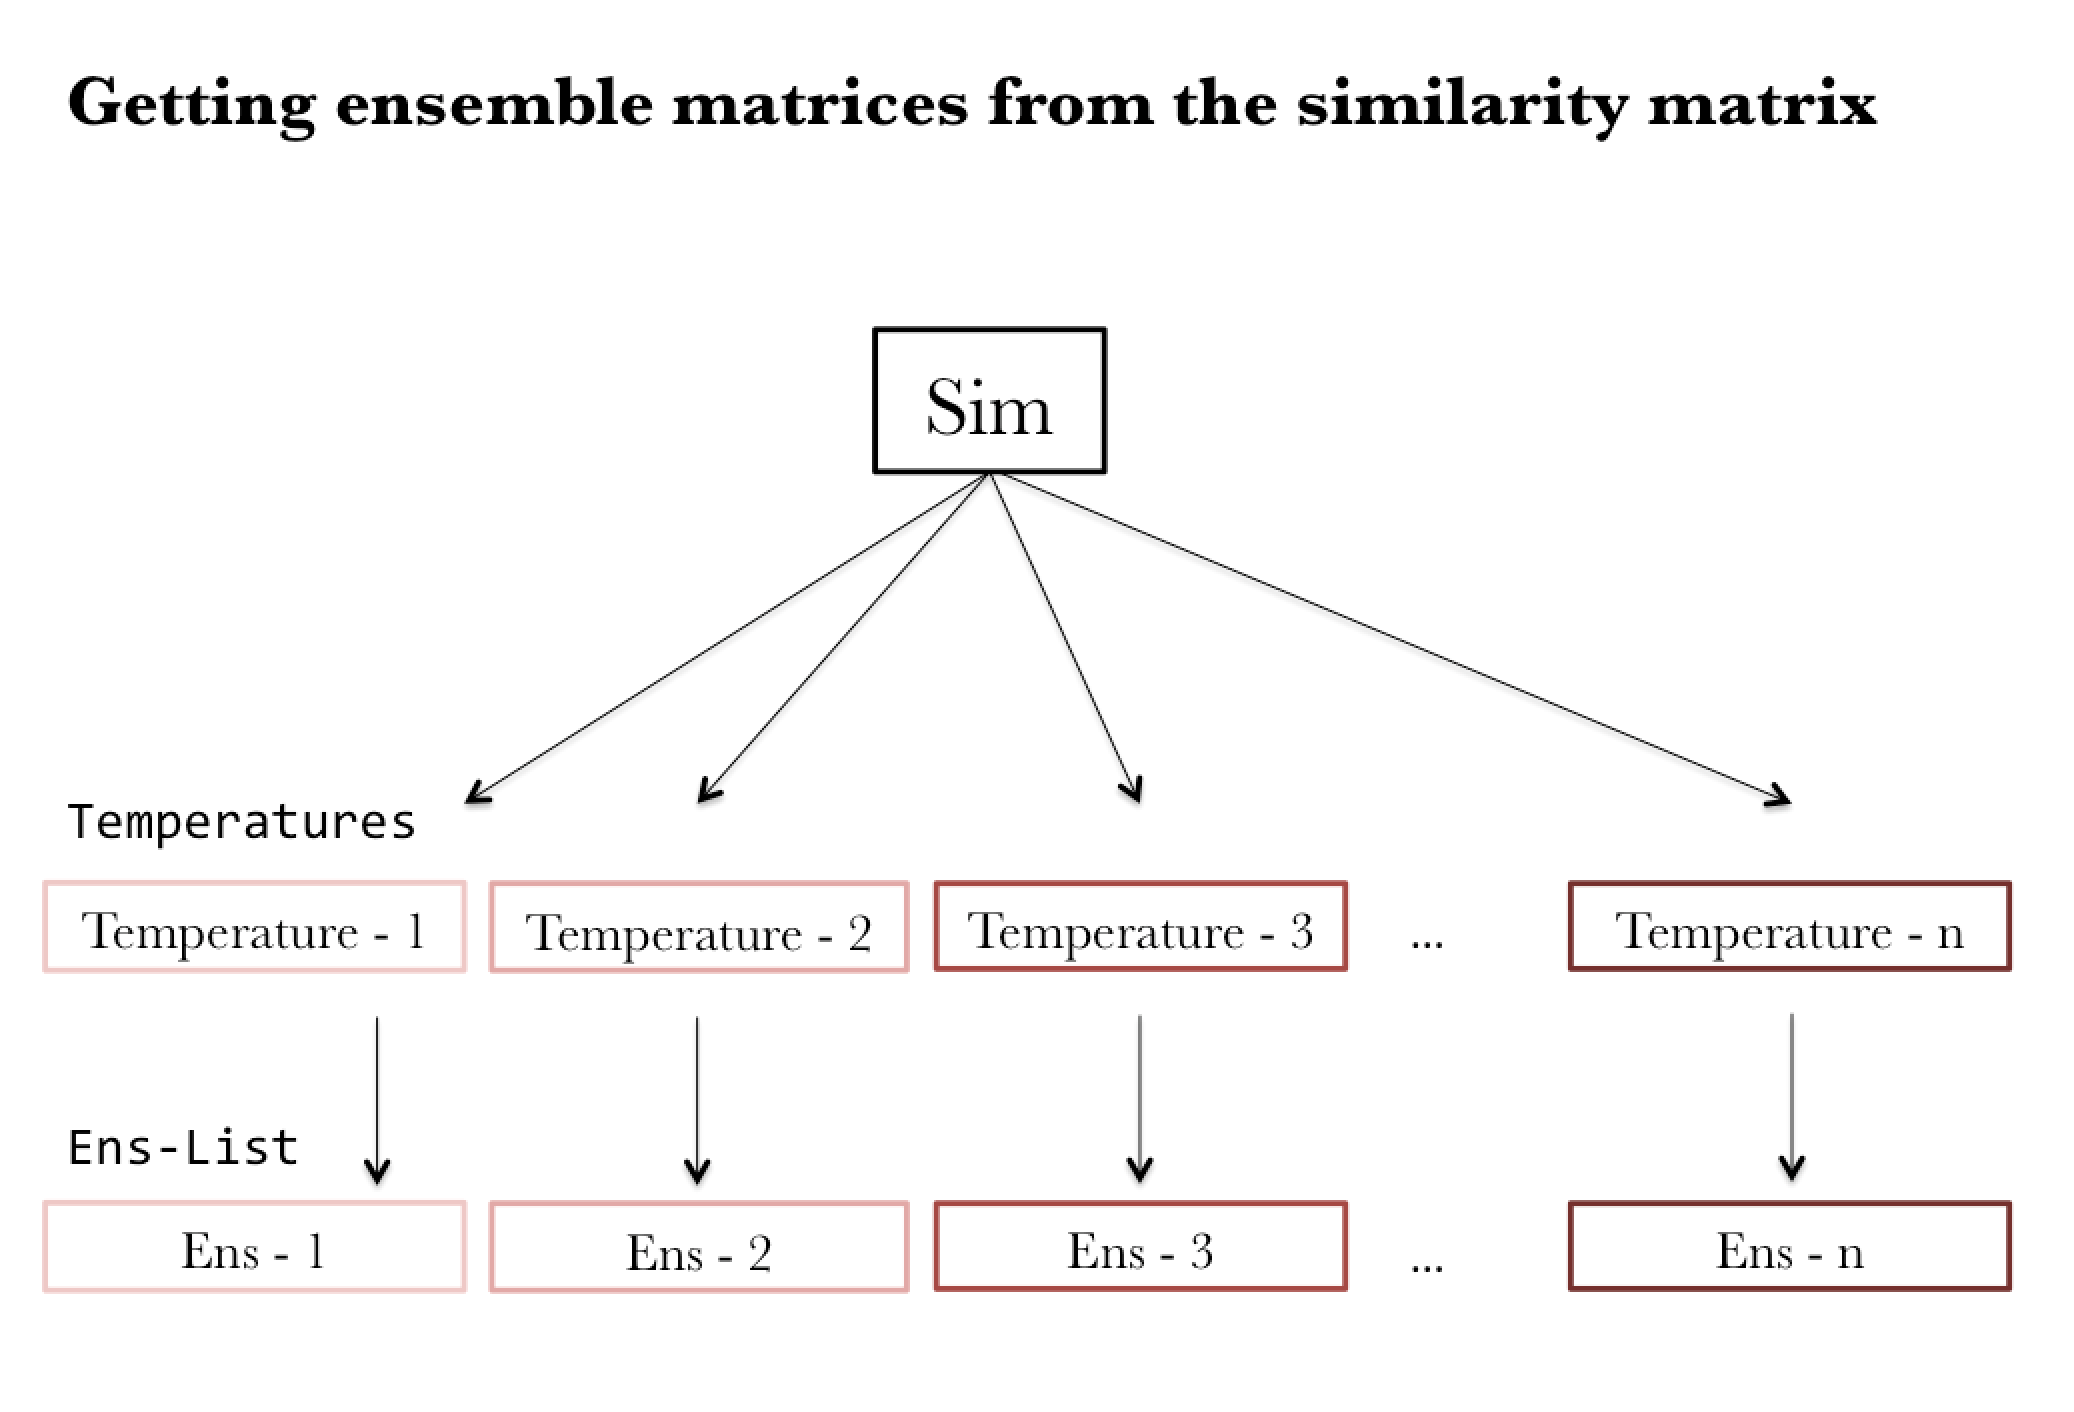 Getting ensemble matrices from the similarity matrix
Sim
Temperatures
Temperature - 1 Temperature - 2 Temperature - 3 ... Temperature - n
Ens-List
Ens - 1 Ens - 2 Ens - 3 ... Ens - n